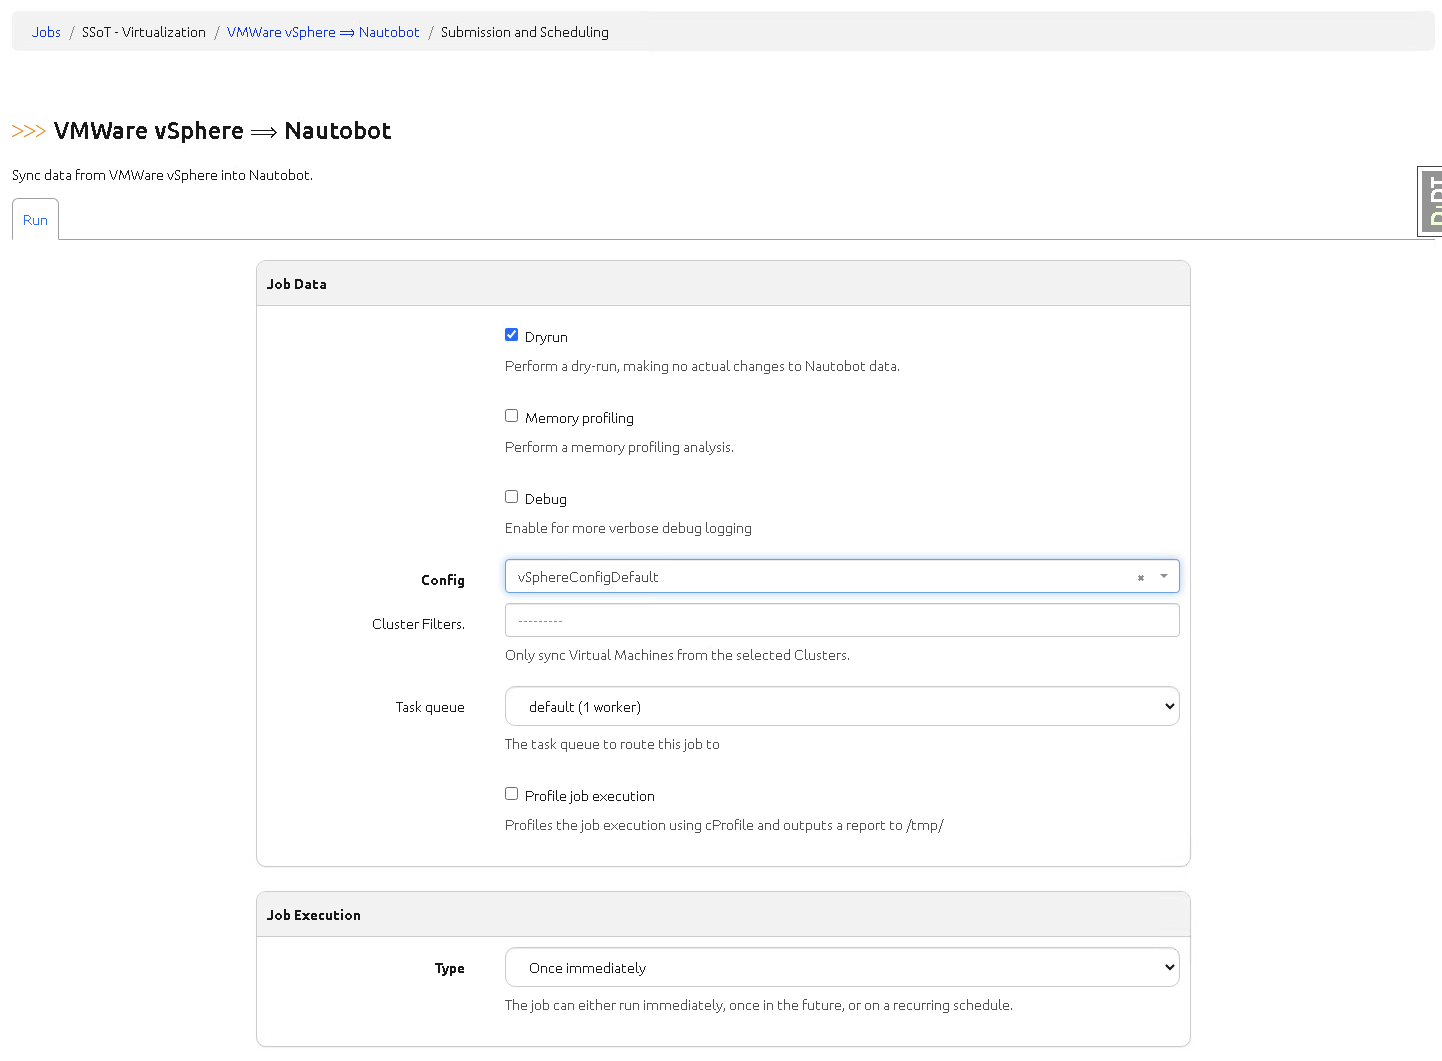 Jobs / SSoT - Virtualization / VMWare vSphere ⟹ Nautobot / Submission and Scheduling
>>> VMWare vSphere ⟹ Nautobot
Sync data from VMWare vSphere into Nautobot.
DjDT
Run
Job Data
Dryrun
Perform a dry-run, making no actual changes to Nautobot data.
Memory profiling
Perform a memory profiling analysis.
Debug
Enable for more verbose debug logging
Config vSphereConfigDefault ×
Cluster Filters. ---------
Only sync Virtual Machines from the selected Clusters.
Task queue default (1 worker)
The task queue to route this job to
Profile job execution
Profiles the job execution using cProfile and outputs a report to /tmp/
Job Execution
Type Once immediately
The job can either run immediately, once in the future, or on a recurring schedule.